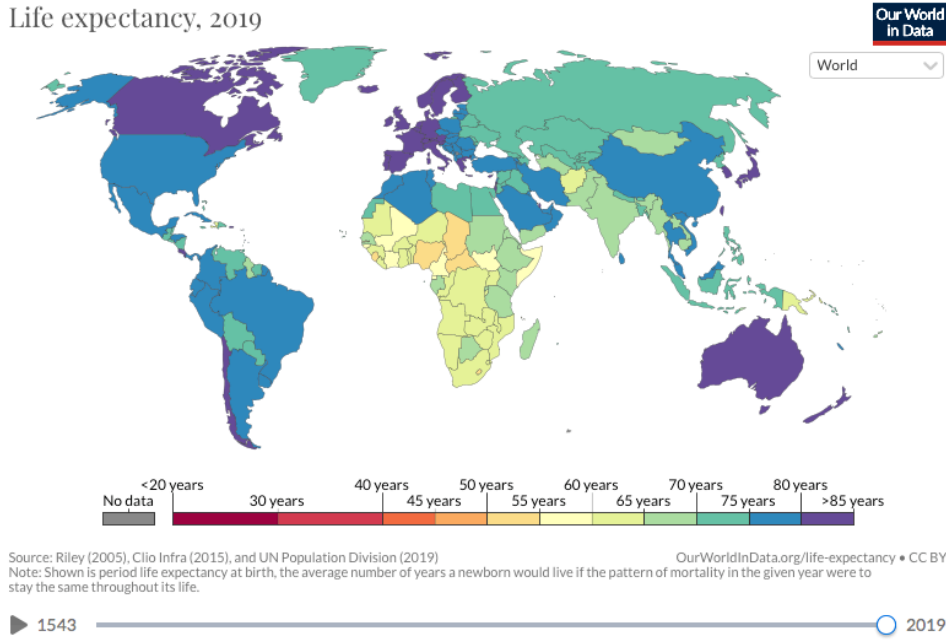 Life expectancy, 2019
Our World
in Data
World
<20 years
40 years
50 years
60 years
70 years
80 years
No data
30 years
45 years
55 years
65 years
75 years
>85 years
Source: Riley (2005), Clio Infra (2015), and UN Population Division (2019)
OurWorldInData.org/life-expectancy • CC BY
Note: Shown is period life expectancy at birth, the average number of years a newborn would live if the pattern of mortality in the given year were to
stay the same throughout its life.
1543
2019